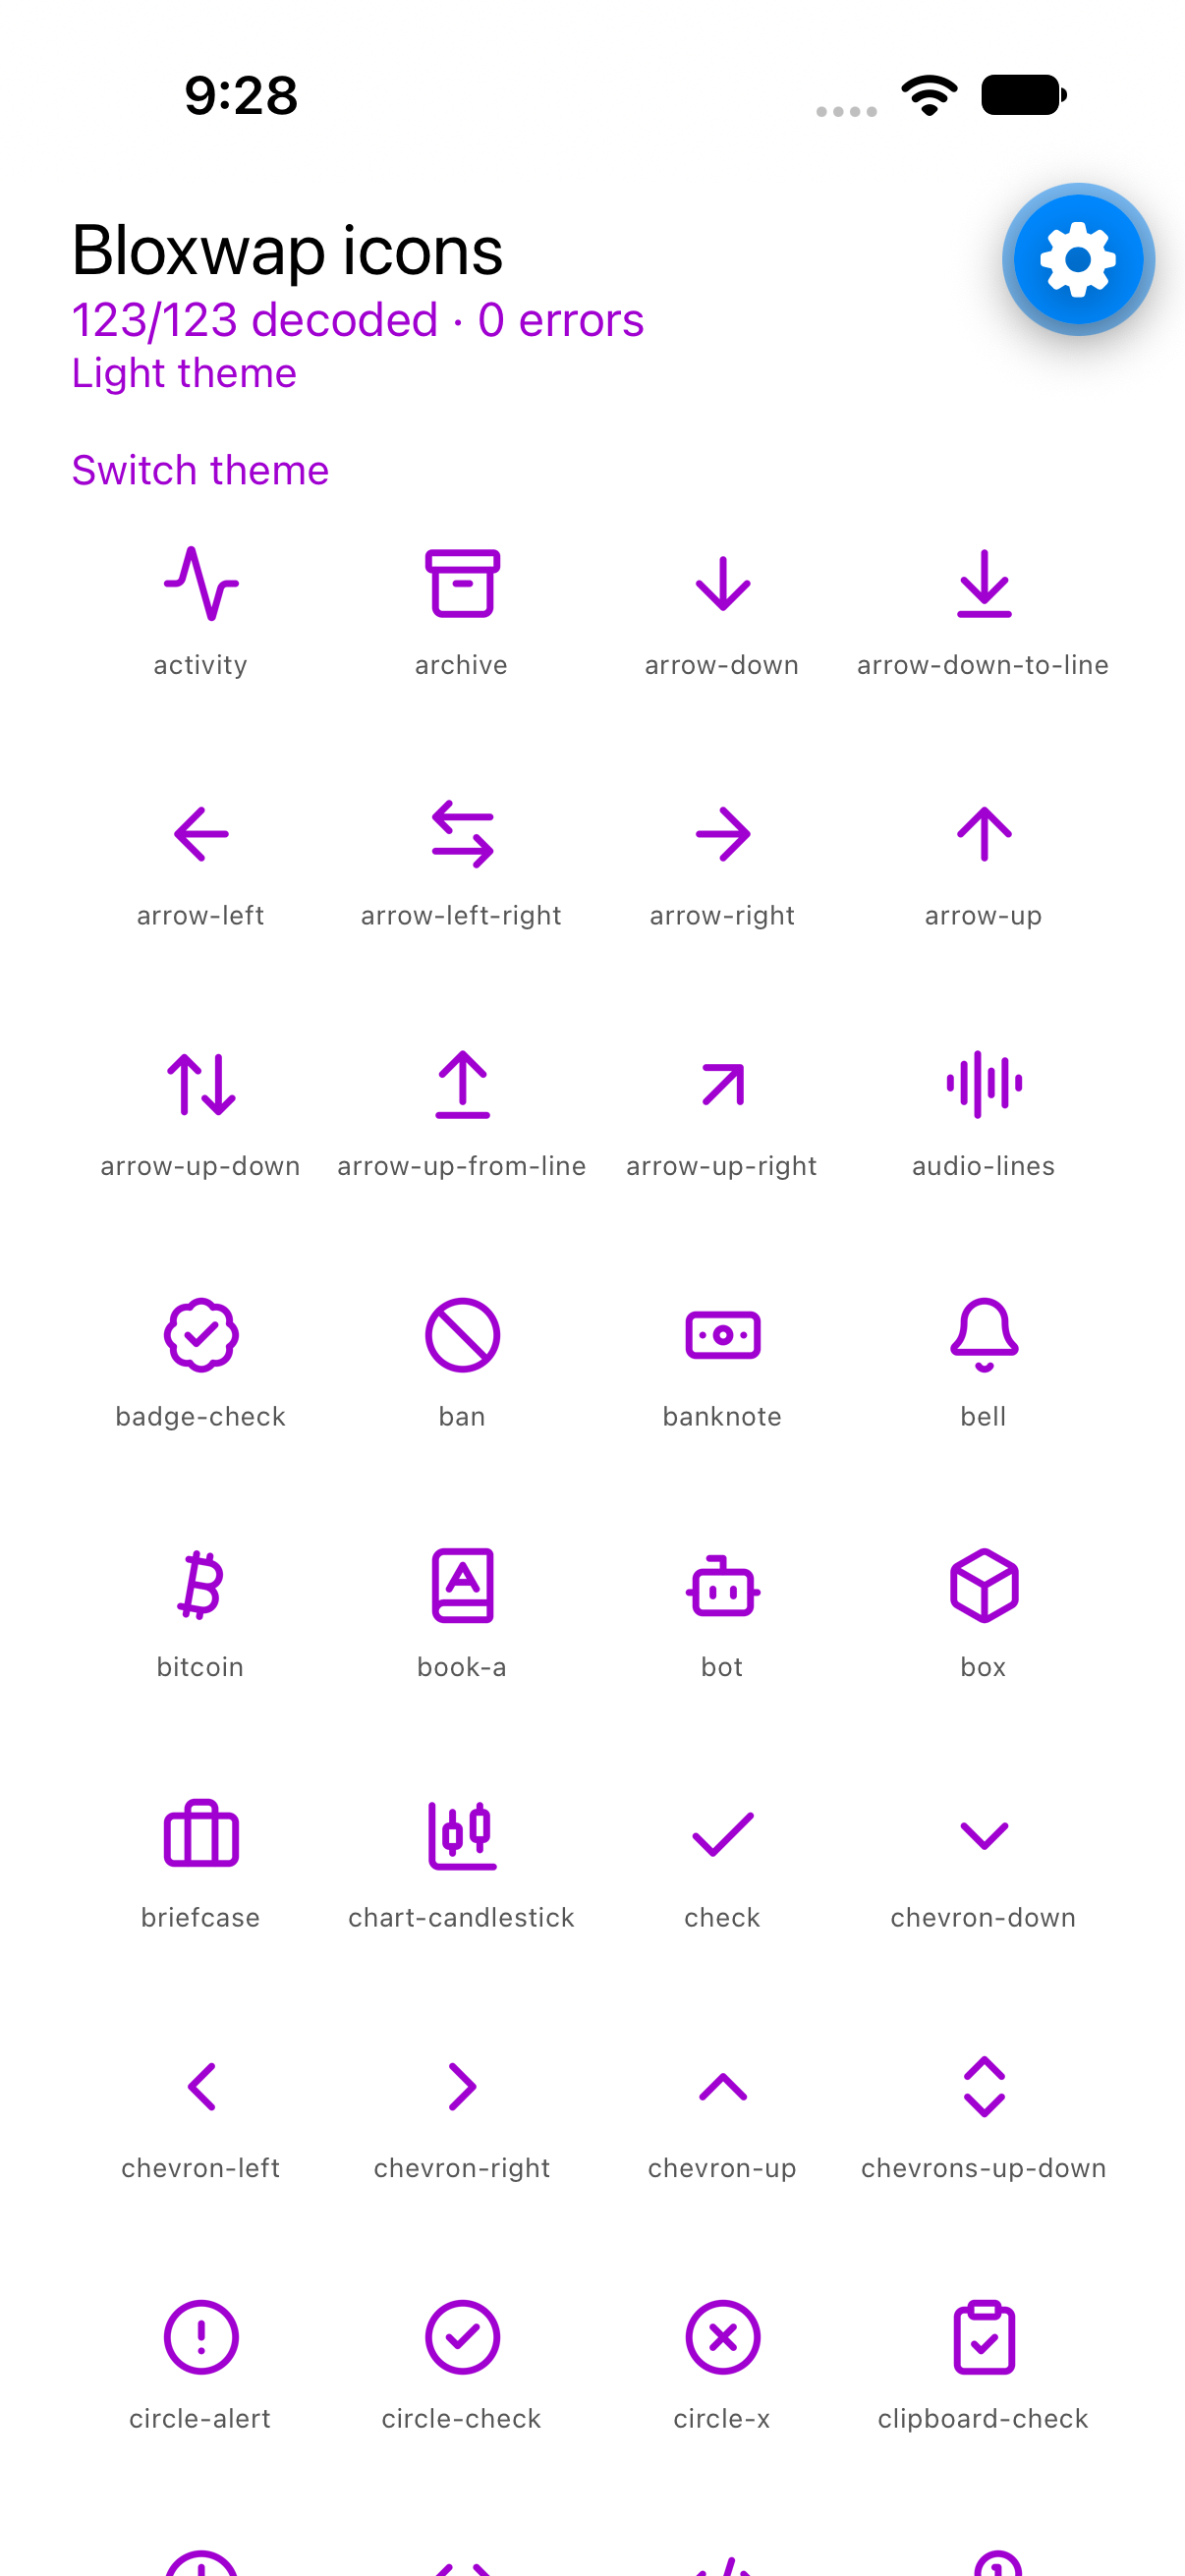 9:28
Bloxwap icons
123/123 decoded · 0 errors
Light theme
Switch theme
activity archive arrow-down arrow-down-to-line
arrow-left arrow-left-right arrow-right arrow-up
arrow-up-down arrow-up-from-line arrow-up-right audio-lines
badge-check ban banknote bell
bitcoin book-a bot box
briefcase chart-candlestick check chevron-down
chevron-left chevron-right chevron-up chevrons-up-down
circle-alert circle-check circle-x clipboard-check